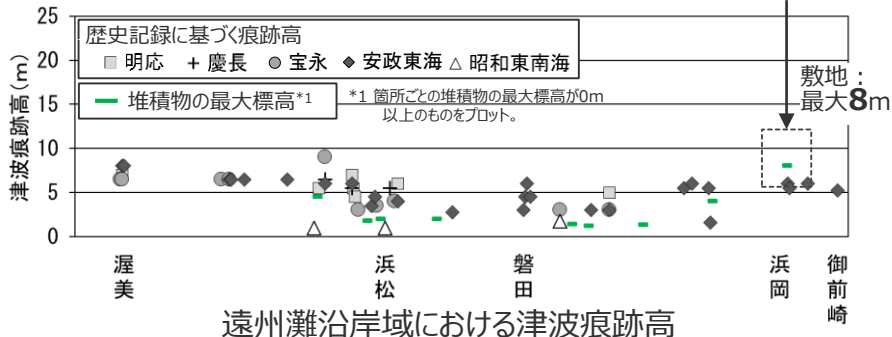 25
20
15
10
5
0
津波痕跡高（m）
歴史記録に基づく痕跡高
明応 慶長 宝永 安政東海 昭和東南海
堆積物の最大標高*1
*1 箇所ごとの堆積物の最大標高が0m
以上のものをプロット。
敷地：
最大8m
渥美
浜松
磐田
浜岡
御前崎
遠州灘沿岸域における津波痕跡高